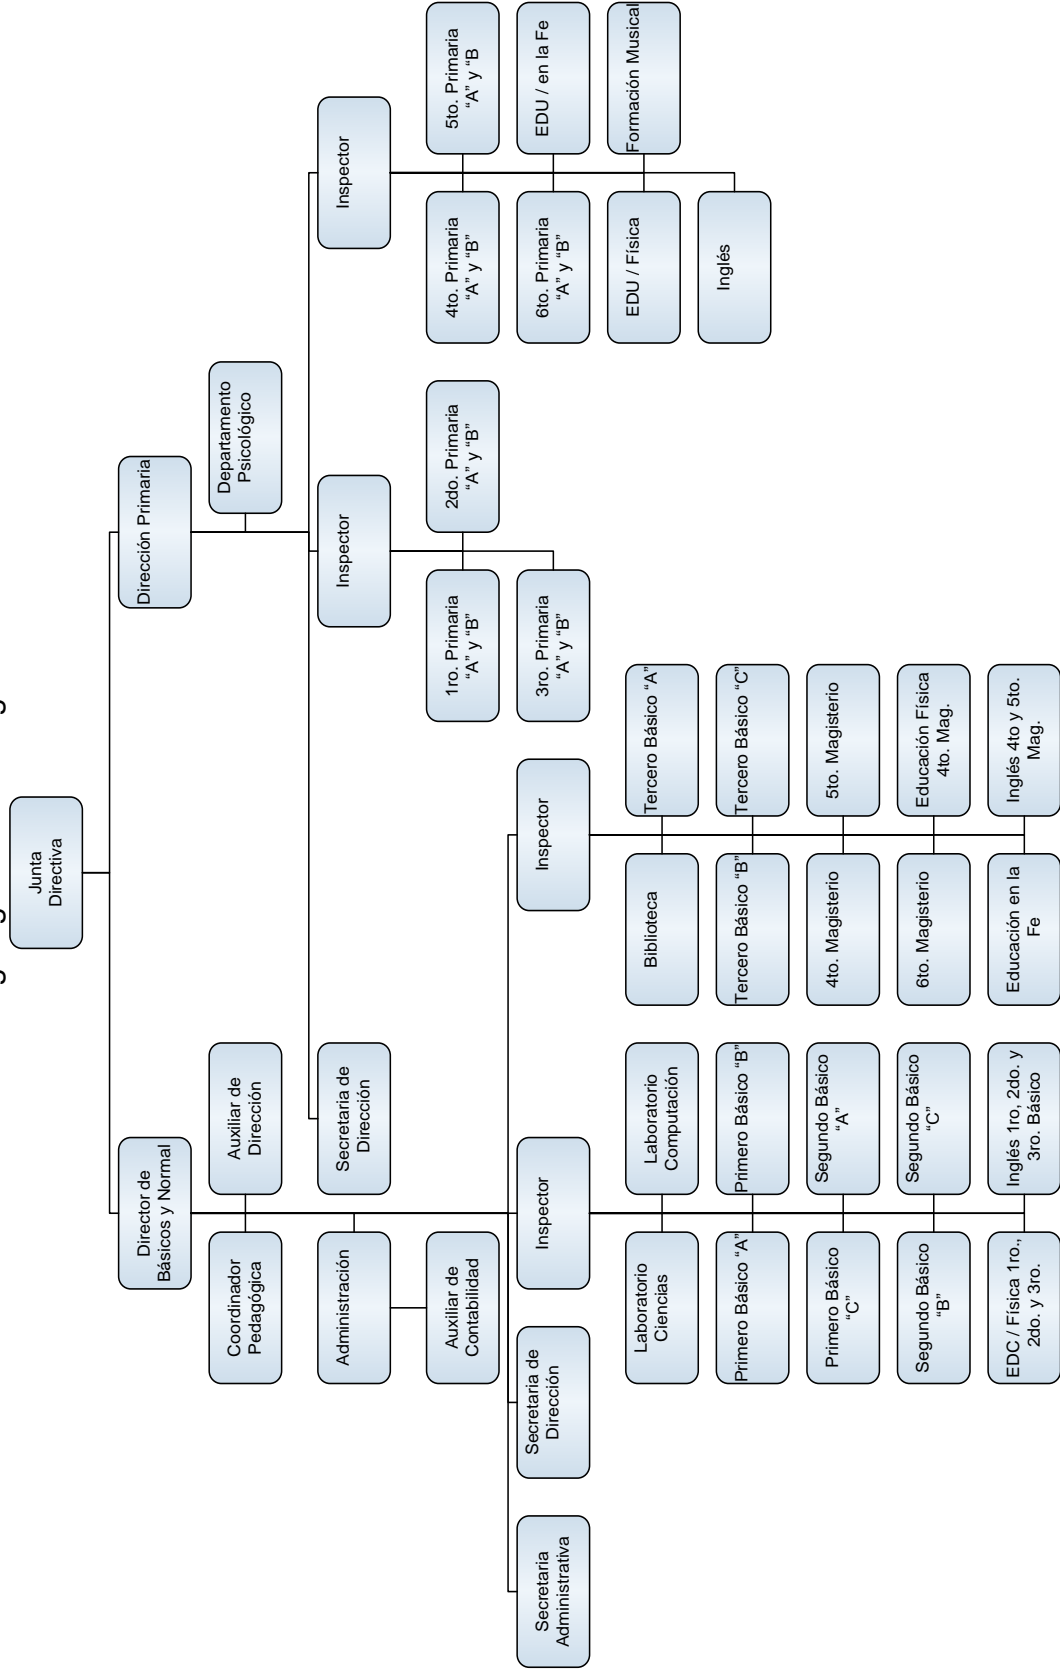 Junta
Directiva
Director de
Básicos y Normal
Dirección Primaria
Coordinador
Pedagógica
Auxiliar de
Dirección
Departamento
Psicológico
Administración
Secretaria de
Dirección
Inspector
Inspector
Auxiliar de
Contabilidad
1ro. Primaria
“A” y “B”
2do. Primaria
“A” y “B”
4to. Primaria
“A” y “B”
5to. Primaria
“A” y “B
Secretaria
Administrativa
Secretaria de
Dirección
Inspector
Inspector
3ro. Primaria
“A” y “B”
6to. Primaria
“A” y “B”
EDU / en la Fe
Laboratorio
Ciencias
Laboratorio
Computación
Biblioteca
Tercero Básico “A”
EDU / Física
Formación Musical
Primero Básico “A”
Primero Básico “B”
Tercero Básico “B”
Tercero Básico “C”
Inglés
Primero Básico
“C”
Segundo Básico
“A”
4to. Magisterio
5to. Magisterio
Segundo Básico
“B”
Segundo Básico
“C”
6to. Magisterio
Educación Física
4to. Mag.
EDC / Física 1ro.,
2do. y 3ro.
Inglés 1ro, 2do. y
3ro. Básico
Educación en la
Fe
Inglés 4to y 5to.
Mag.